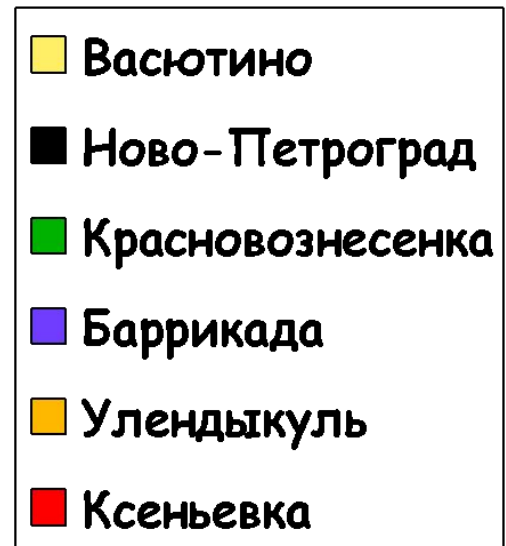 Васютино
Ново-Петроград
Красновознесенка
Баррикада
Улендыкуль
Ксеньевка